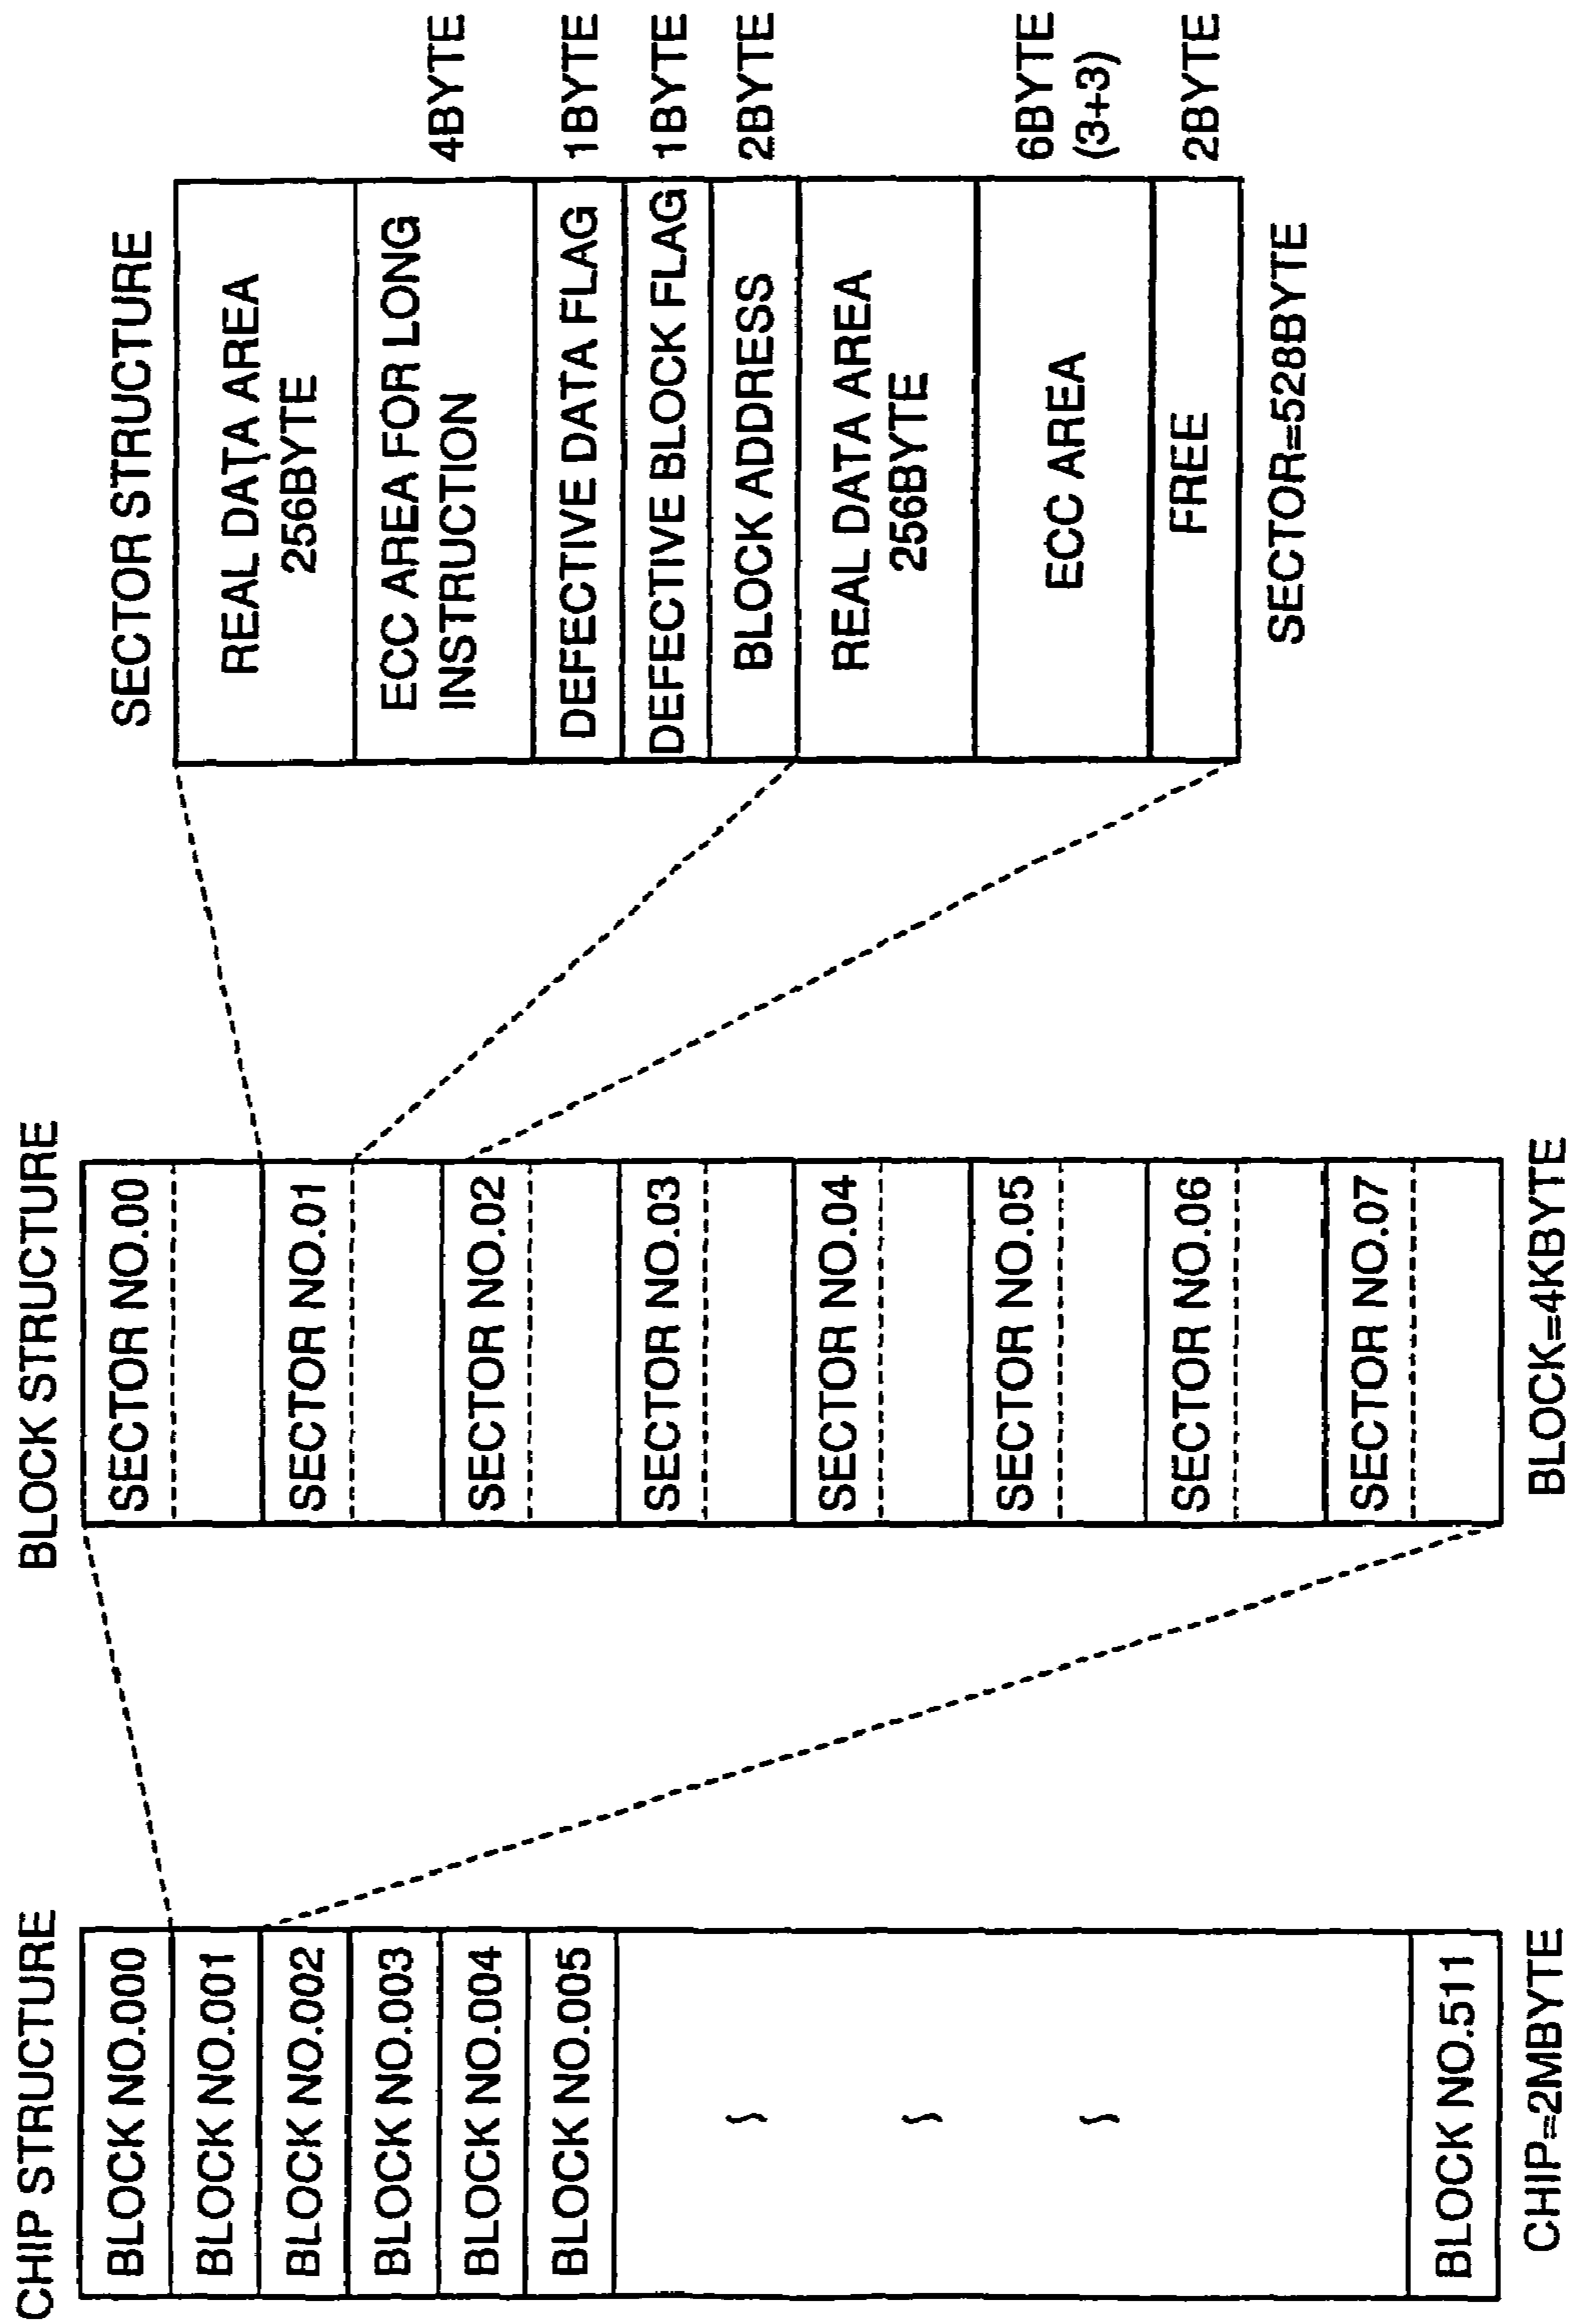 CHIP STRUCTURE
BLOCK NO.000
BLOCK NO.001
BLOCK NO.002
BLOCK NO.003
BLOCK NO.004
BLOCK NO.005
BLOCK NO.511
CHIP=2MBYTE
BLOCK STRUCTURE
SECTOR NO.00
SECTOR NO.01
SECTOR NO.02
SECTOR NO.03
SECTOR NO.04
SECTOR NO.05
SECTOR NO.06
SECTOR NO.07
BLOCK=4KBYTE
SECTOR STRUCTURE
REAL DATA AREA
256BYTE
ECC AREA FOR LONG
INSTRUCTION
4BYTE
DEFECTIVE DATA FLAG
1BYTE
DEFECTIVE BLOCK FLAG
1BYTE
BLOCK ADDRESS
2BYTE
REAL DATA AREA
256BYTE
ECC AREA
6BYTE
(3+3)
FREE
2BYTE
SECTOR=528BYTE